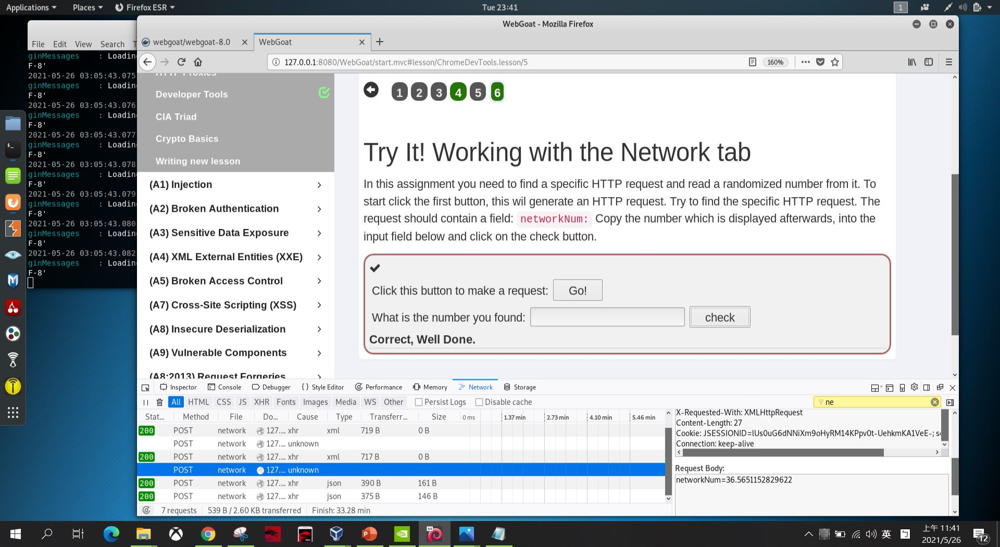 Applications Places Firefox ESR Tue 23:41 1
WebGoat - Mozilla Firefox
File Edit View Search T
webgoat/webgoat-8.0 WebGoat
127.0.0.1:8080/WebGoat/start.mvc#lesson/ChromeDevTools.lesson/5 160%
ginMessages : Loadin
F-8'
2021-05-26 03:05:43.075
ginMessages : Loadin
F-8'
2021-05-26 03:05:43.076
ginMessages : Loadin
F-8'
2021-05-26 03:05:43.077
ginMessages : Loadin
F-8'
2021-05-26 03:05:43.078
ginMessages : Loadin
F-8'
2021-05-26 03:05:43.079
ginMessages : Loadin
F-8'
2021-05-26 03:05:43.080
ginMessages : Loadin
F-8'
2021-05-26 03:05:43.082
ginMessages : Loadin
F-8'
HTTP Proxies
Developer Tools
CIA Triad
Crypto Basics
Writing new lesson
(A1) Injection
(A2) Broken Authentication
(A3) Sensitive Data Exposure
(A4) XML External Entities (XXE)
(A5) Broken Access Control
(A7) Cross-Site Scripting (XSS)
(A8) Insecure Deserialization
(A9) Vulnerable Components
(A8:2013) Request Forgeries
1 2 3 4 5 6
Try It! Working with the Network tab
In this assignment you need to find a specific HTTP request and read a randomized number from it. To
start click the first button, this wil generate an HTTP request. Try to find the specific HTTP request. The
request should contain a field: networkNum: Copy the number which is displayed afterwards, into the
input field below and click on the check button.
Click this button to make a request: Go!
What is the number you found: check
Correct, Well Done.
Inspector Console Debugger Style Editor Performance Memory Network Storage
All HTML CSS JS XHR Fonts Images Media WS Other Persist Logs Disable cache ne
Stat... Method File Do... Cause Type Transferr... Size 0 ms 1.37 min 2.73 min 4.10 min 5.46 min
200 POST network 127.... xhr xml 719 B 0 B
POST network 127.... unknown
200 POST network 127.... xhr xml 717 B 0 B
POST network 127.... unknown
200 POST network 127.... xhr json 390 B 161 B
200 POST network 127.... xhr json 375 B 146 B
7 requests 539 B / 2.60 KB transferred Finish: 33.28 min
X-Requested-With: XMLHttpRequest
Content-Length: 27
Cookie: JSESSIONID=lUs0uG6dNNiXm9oHyRM14KPpv0t-UehkmKA1VeE-; s
Connection: keep-alive
Request Body:
networkNum=36.5651152829622
64
英
上午 11:41
2021/5/26
12